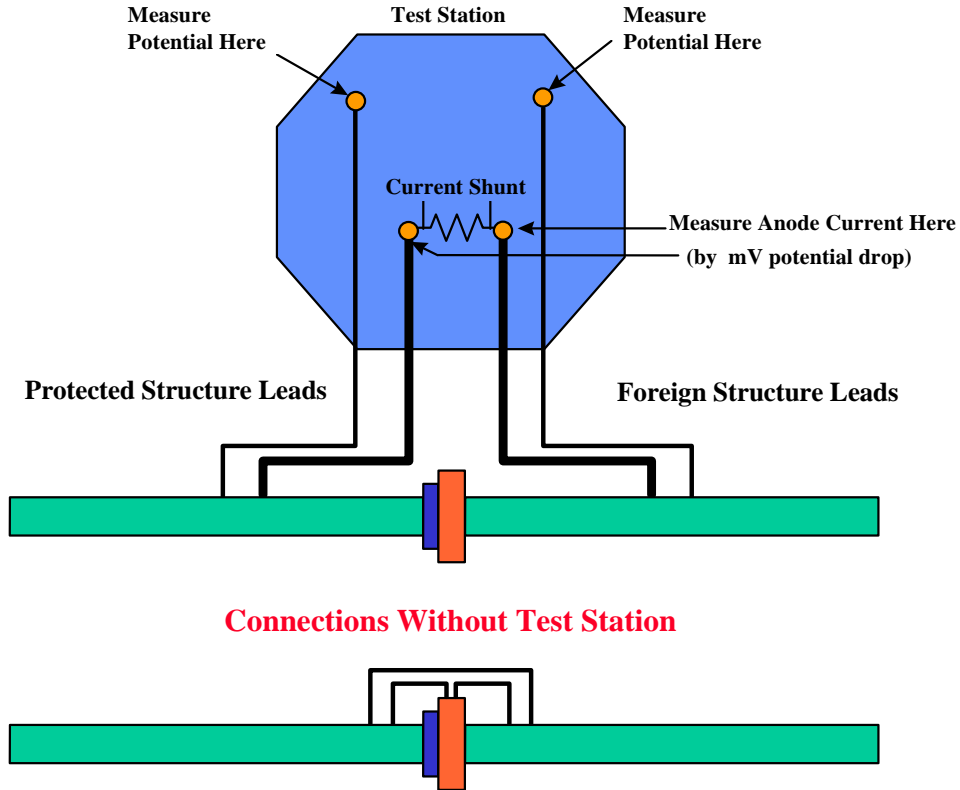 Measure
Potential Here
Test Station
Measure
Potential Here
Current Shunt
Measure Anode Current Here
(by mV potential drop)
Protected Structure Leads
Foreign Structure Leads
Connections Without Test Station